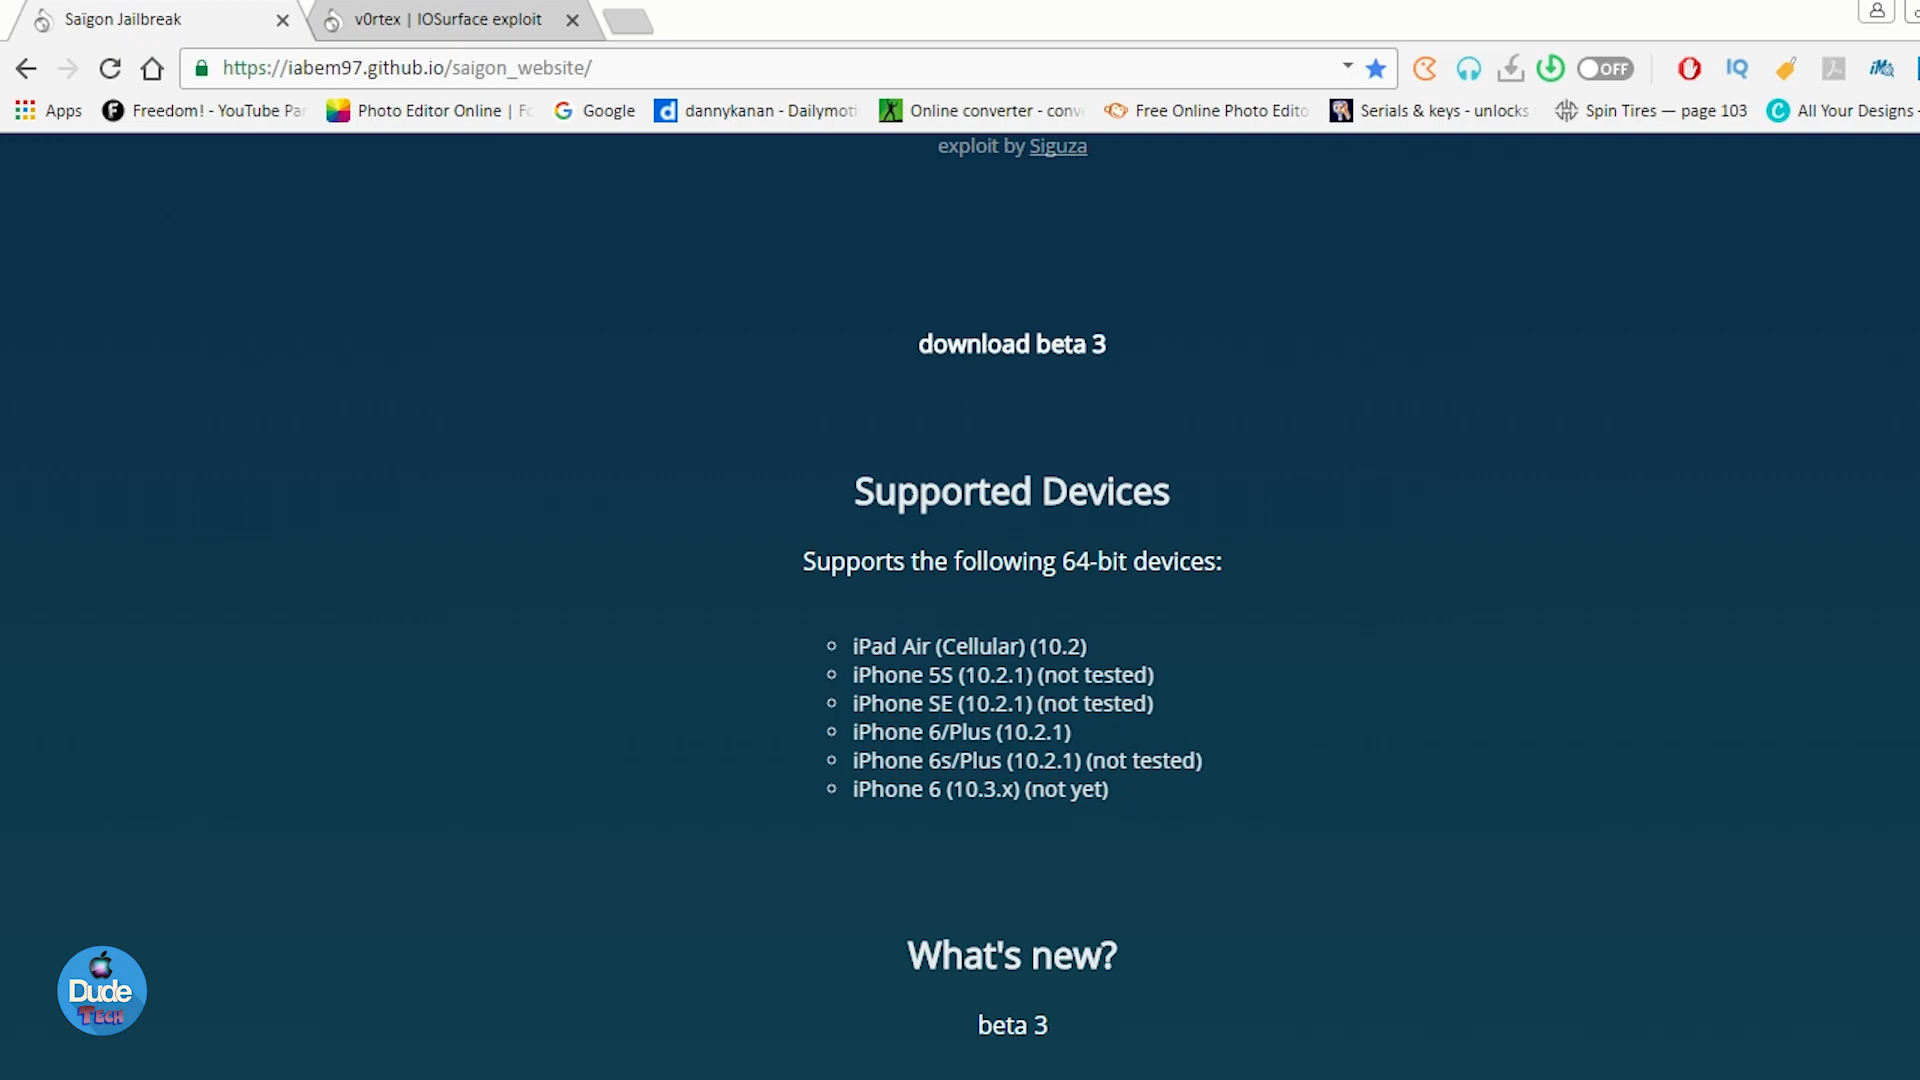 Saïgon Jailbreak
v0rtex | IOSurface exploit
https://iabem97.github.io/saigon_website/
OFF
IQ
Apps
Freedom! - YouTube Par
Photo Editor Online | Fo
Google
dannykanan - Dailymoti
Online converter - conv
Free Online Photo Edito
Serials & keys - unlocks
Spin Tires — page 103
All Your Designs -
exploit by Siguza
download beta 3
Supported Devices
Supports the following 64-bit devices:
iPad Air (Cellular) (10.2)
iPhone 5S (10.2.1) (not tested)
iPhone SE (10.2.1) (not tested)
iPhone 6/Plus (10.2.1)
iPhone 6s/Plus (10.2.1) (not tested)
iPhone 6 (10.3.x) (not yet)
What's new?
beta 3
Dude
TECH